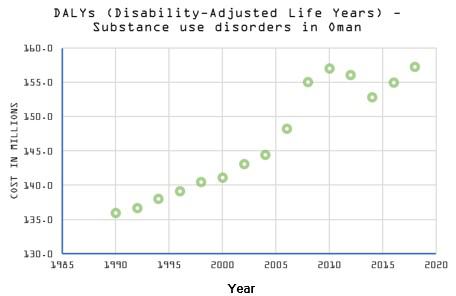 DALYs (Disability-Adjusted Life Years) -
Substance use disorders in Oman
COST IN MILLIONS
160.0
155.0
150.0
145.0
140.0
135.0
130.0
1985 1990 1995 2000 2005 2010 2015 2020
Year